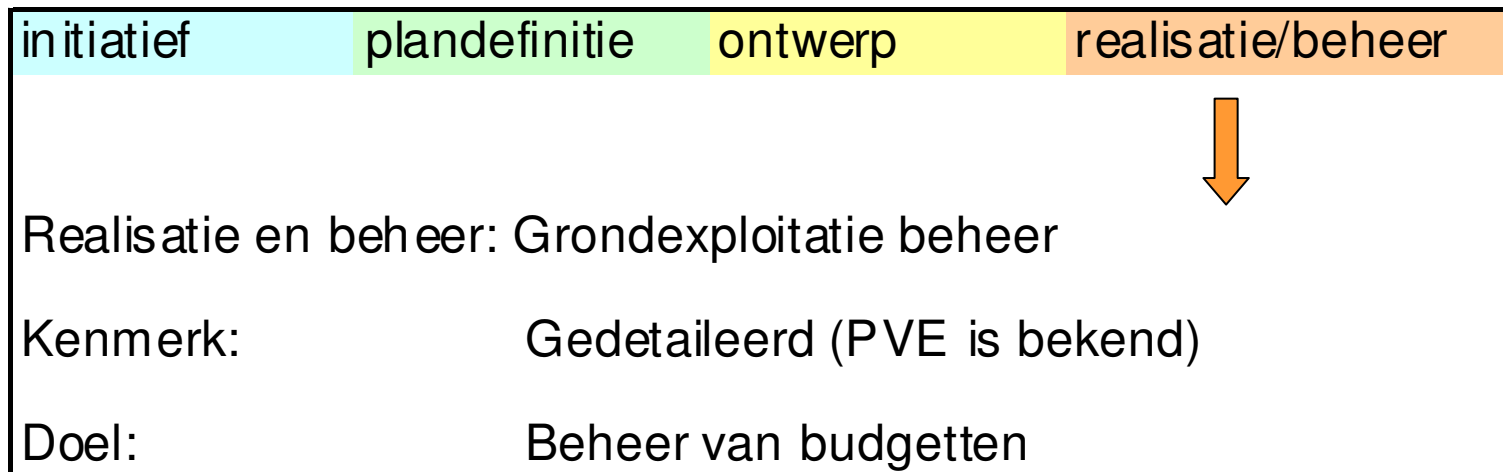 initiatief plandefinitie ontwerp realisatie/beheer
Realisatie en beheer: Grondexploitatie beheer
Kenmerk: Gedetaileerd (PVE is bekend)
Doel: Beheer van budgetten